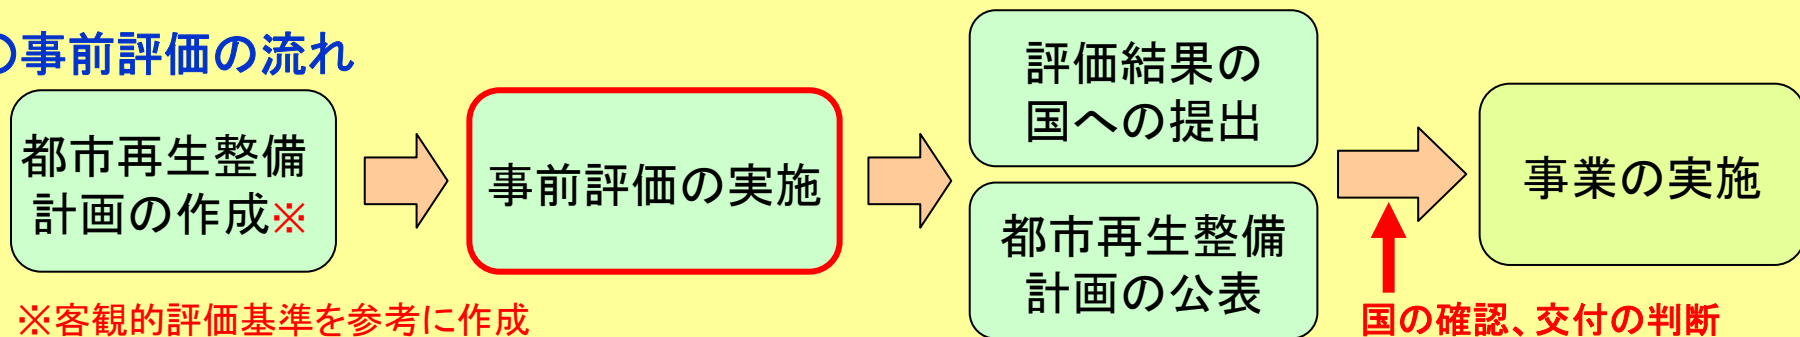 の事前評価の流れ
都市再生整備
計画の作成※
事前評価の実施
評価結果の
国への提出
都市再生整備
計画の公表
事業の実施
※客観的評価基準を参考に作成
国の確認、交付の判断